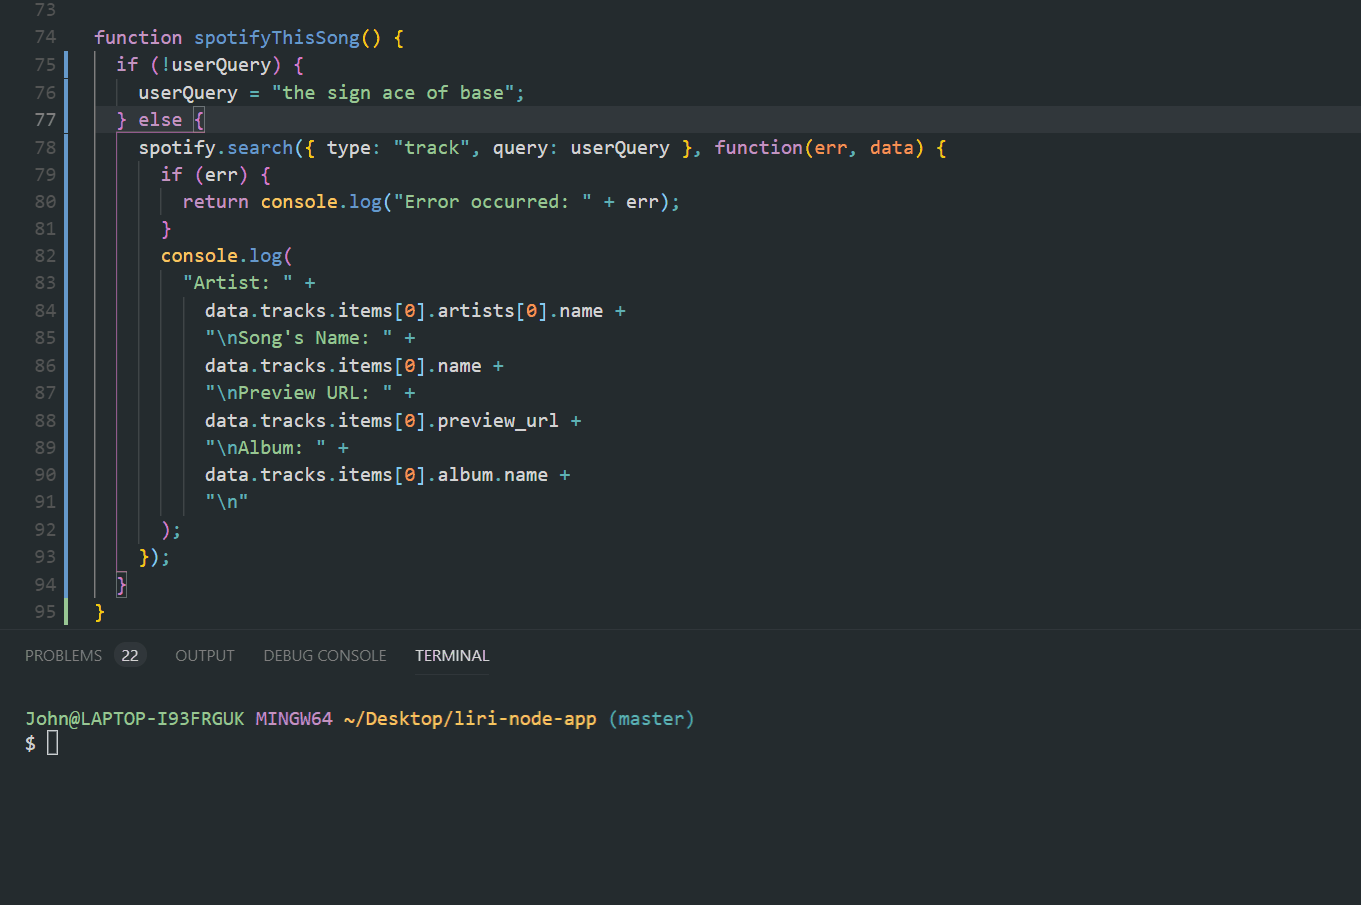 73
74 function spotifyThisSong() {
75 if (!userQuery) {
76 userQuery = "the sign ace of base";
77 } else {
78 spotify.search({ type: "track", query: userQuery }, function(err, data) {
79 if (err) {
80 return console.log("Error occurred: " + err);
81 }
82 console.log(
83 "Artist: " +
84 data.tracks.items[0].artists[0].name +
85 "\nSong's Name: " +
86 data.tracks.items[0].name +
87 "\nPreview URL: " +
88 data.tracks.items[0].preview_url +
89 "\nAlbum: " +
90 data.tracks.items[0].album.name +
91 "\n"
92 );
93 });
94 }
95 }
PROBLEMS 22 OUTPUT DEBUG CONSOLE TERMINAL
John@LAPTOP-I93FRGUK MINGW64 ~/Desktop/liri-node-app (master)
$